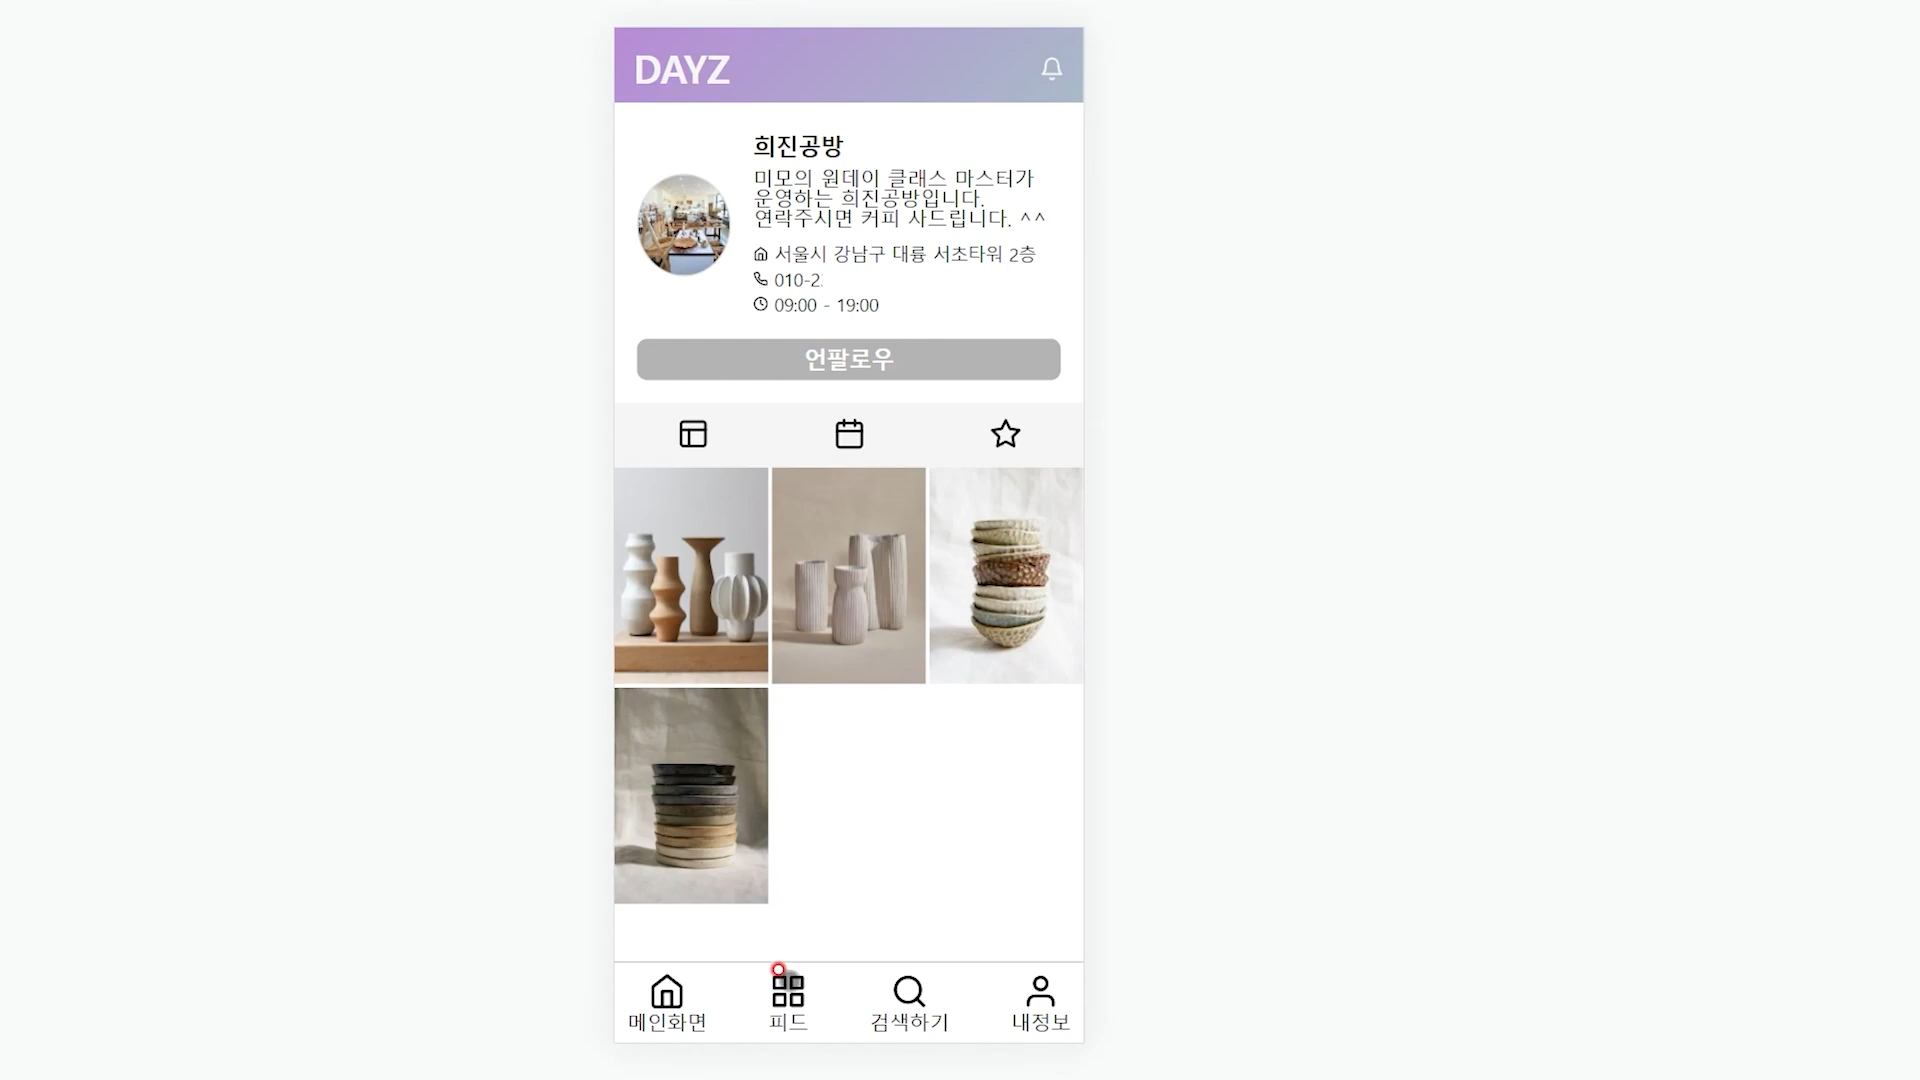 DAYZ
희진공방
미모의 원데이 클래스 마스터가
운영하는 희진공방입니다.
연락주시면 커피 사드립니다. ^^
서울시 강남구 대륭 서초타워 2층
010-2
09:00 - 19:00
언팔로우
메인화면
피드
검색하기
내정보